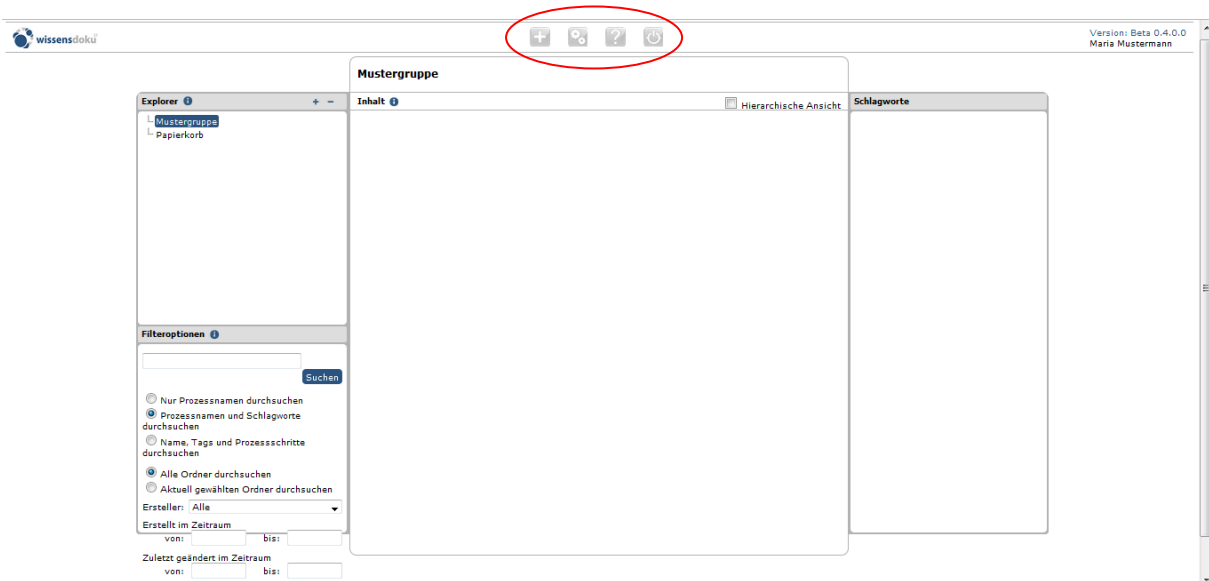 wissensdoku
Version: Beta 0.4.0.0
Maria Mustermann
Mustergruppe
Explorer
+ −
Inhalt
Hierarchische Ansicht
Schlagworte
Mustergruppe
Papierkorb
Filteroptionen
Suchen
Nur Prozessnamen durchsuchen
Prozessnamen und Schlagworte
durchsuchen
Name, Tags und Prozessschritte
durchsuchen
Alle Ordner durchsuchen
Aktuell gewählten Ordner durchsuchen
Ersteller: Alle
Erstellt im Zeitraum
von: bis:
Zuletzt geändert im Zeitraum
von: bis: